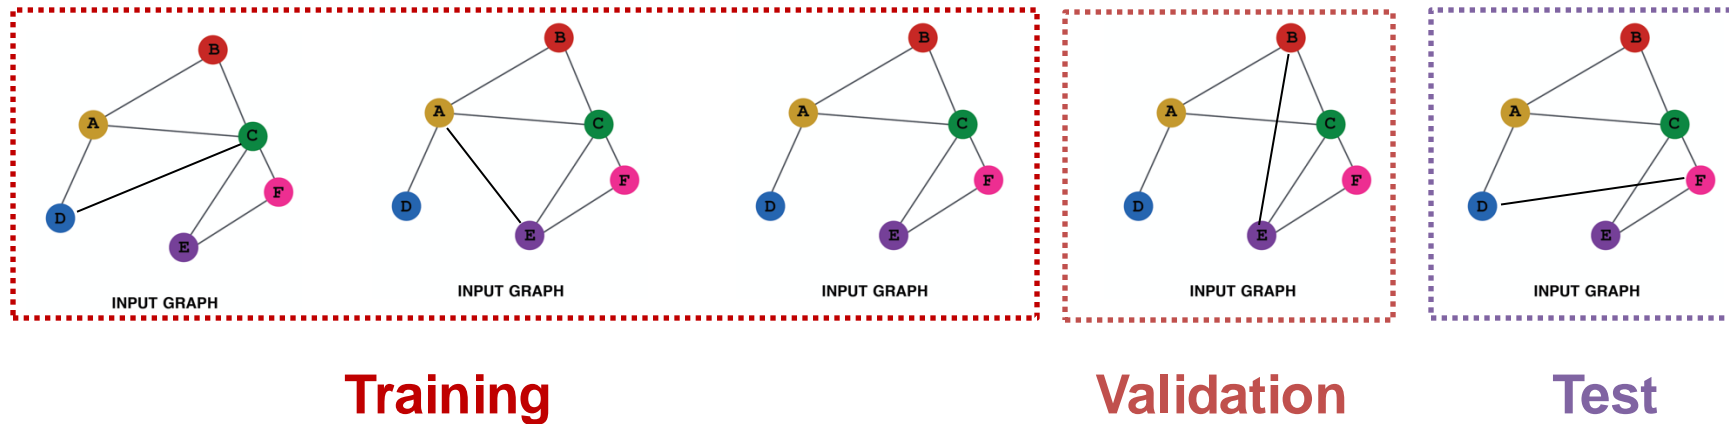 B
A
C
F
D
E
INPUT GRAPH
B
A
C
F
D
E
INPUT GRAPH
B
A
C
F
D
E
INPUT GRAPH
B
A
C
F
D
E
INPUT GRAPH
B
A
C
F
D
E
INPUT GRAPH
Training
Validation
Test